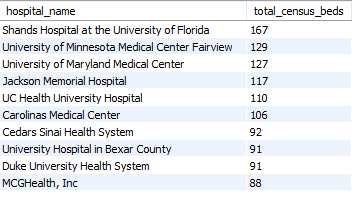 hospital_name total_census_beds
Shands Hospital at the University of Florida 167
University of Minnesota Medical Center Fairview 129
University of Maryland Medical Center 127
Jackson Memorial Hospital 117
UC Health University Hospital 110
Carolinas Medical Center 106
Cedars Sinai Health System 92
University Hospital in Bexar County 91
Duke University Health System 91
MCGHealth, Inc 88